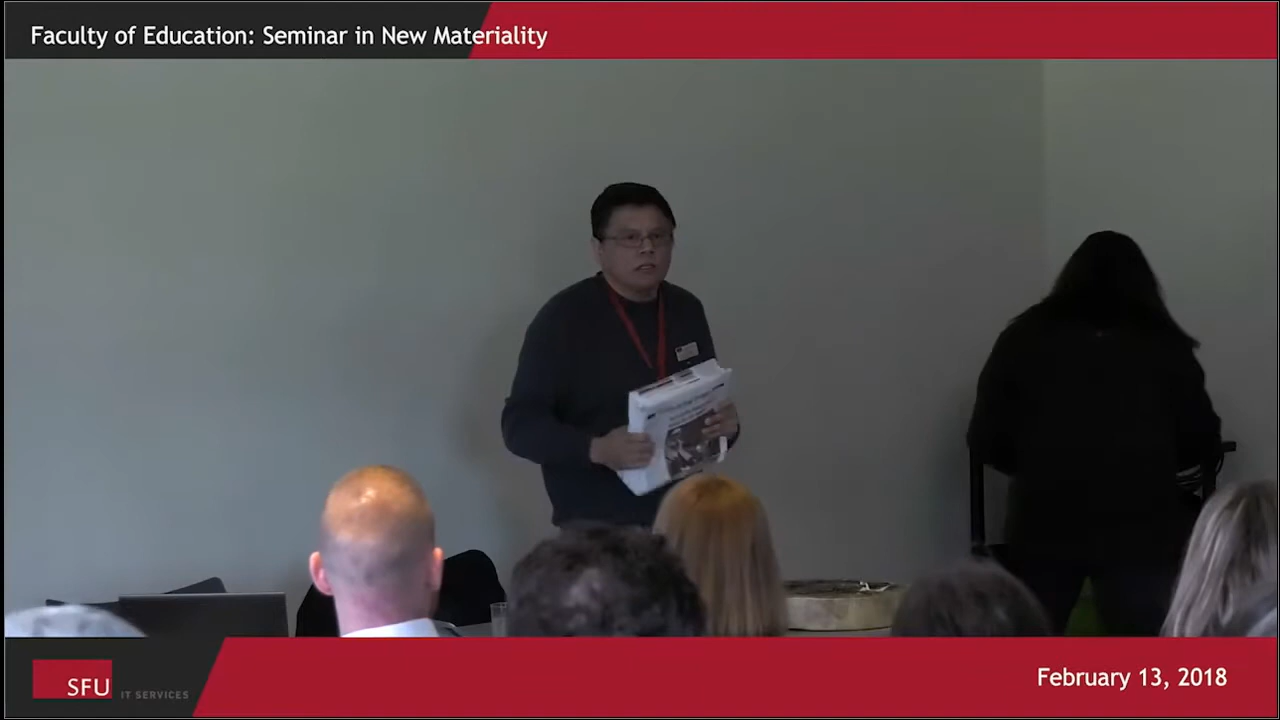 Faculty of Education: Seminar in New Materiality
SFU IT SERVICES
February 13, 2018